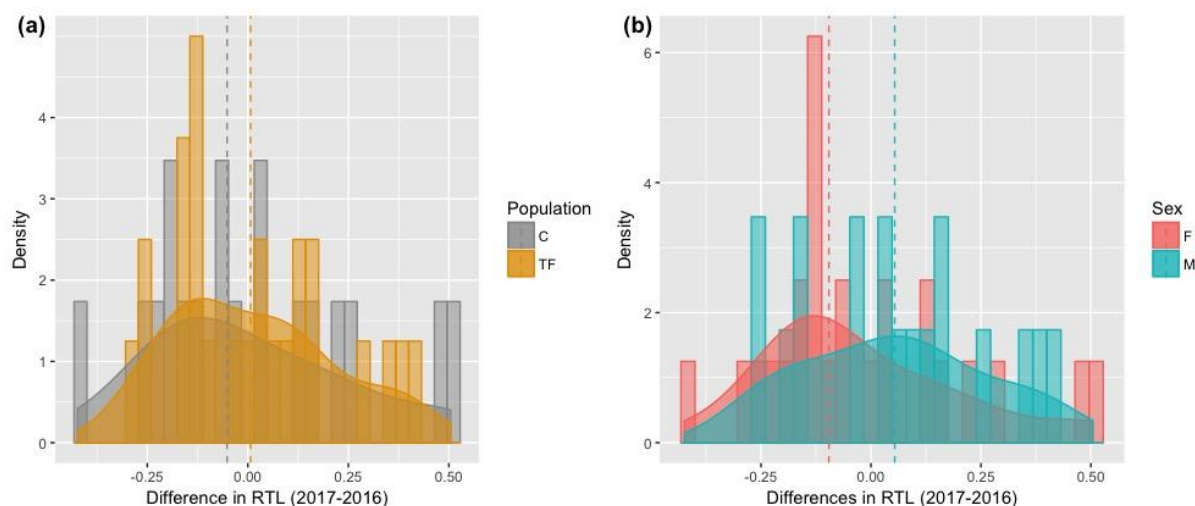 (a)
4
3
2
1
0
Density
-0.25
0.00
0.25
0.50
Difference in RTL (2017-2016)
Population
C
TF
(b)
6
4
2
0
Density
-0.25
0.00
0.25
0.50
Differences in RTL (2017-2016)
Sex
F
M